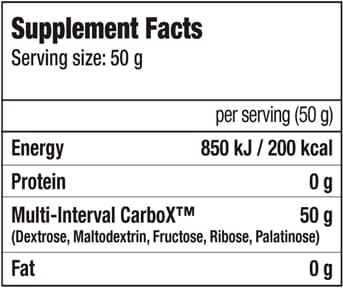 Supplement Facts
Serving size: 50 g
per serving (50 g)
Energy 850 kJ / 200 kcal
Protein 0 g
Multi-Interval CarboX™ 50 g
(Dextrose, Maltodextrin, Fructose, Ribose, Palatinose)
Fat 0 g